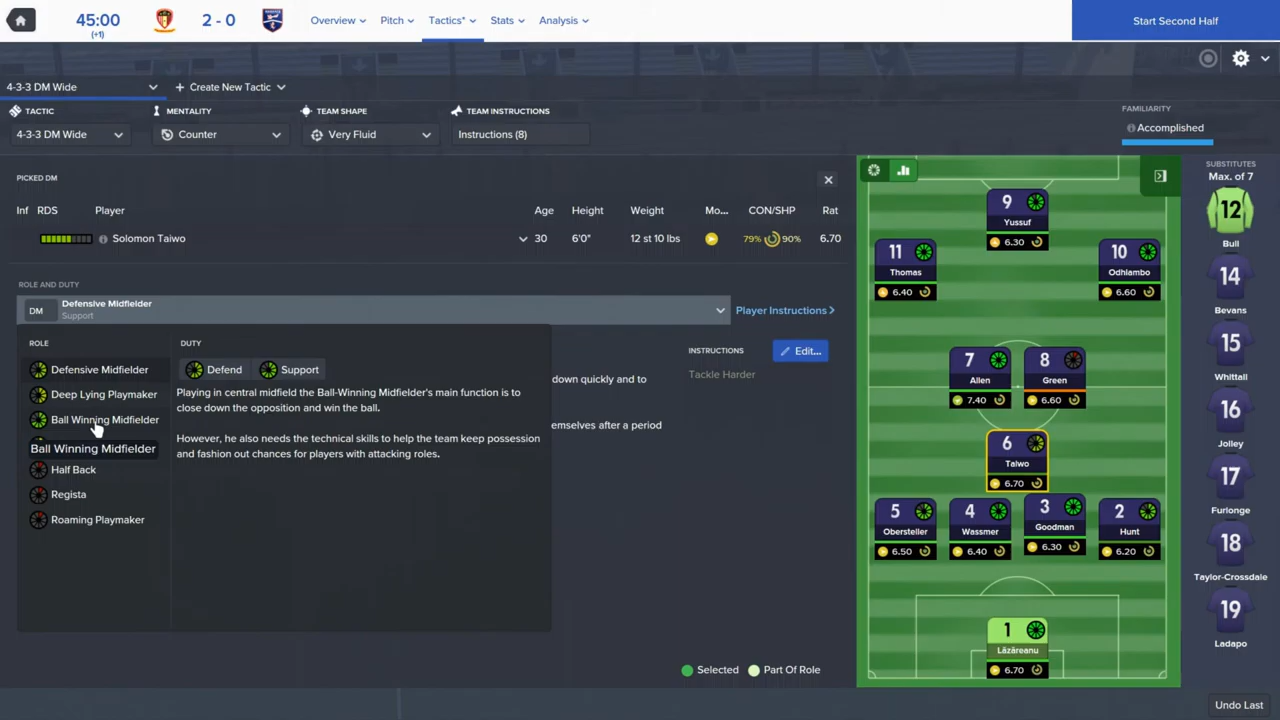 45:00
(+1)
2 - 0
Overview
Pitch
Tactics*
Stats
Analysis
Start Second Half
4-3-3 DM Wide
+ Create New Tactic
TACTIC
MENTALITY
TEAM SHAPE
TEAM INSTRUCTIONS
FAMILIARITY
4-3-3 DM Wide
Counter
Very Fluid
Instructions (8)
Accomplished
PICKED DM
Inf RDS Player Age Height Weight Mo... CON/SHP Rat
Solomon Taiwo 30 6'0" 12 st 10 lbs 79% 90% 6.70
ROLE AND DUTY
DM
Defensive Midfielder
Support
Player Instructions
ROLE
Defensive Midfielder
Deep Lying Playmaker
Ball Winning Midfielder
Ball Winning Midfielder
Half Back
Regista
Roaming Playmaker
DUTY
Defend
Support
Playing in central midfield the Ball-Winning Midfielder's main function is to
close down the opposition and win the ball.
However, he also needs the technical skills to help the team keep possession
and fashion out chances for players with attacking roles.
down quickly and to
emselves after a period
INSTRUCTIONS
Edit...
Tackle Harder
Selected
Part Of Role
9
Yussuf
6.30
11
Thomas
6.40
10
Odhiambo
6.60
7
Allen
7.40
8
Green
6.60
6
Taiwo
6.70
5
Obersteller
6.50
4
Wassmer
6.40
3
Goodman
6.30
2
Hunt
6.20
1
Lăzăreanu
6.70
SUBSTITUTES
Max. of 7
12
Bull
14
Bevans
15
Whittall
16
Jolley
17
Furlonge
18
Taylor-Crossdale
19
Ladapo
Undo Last